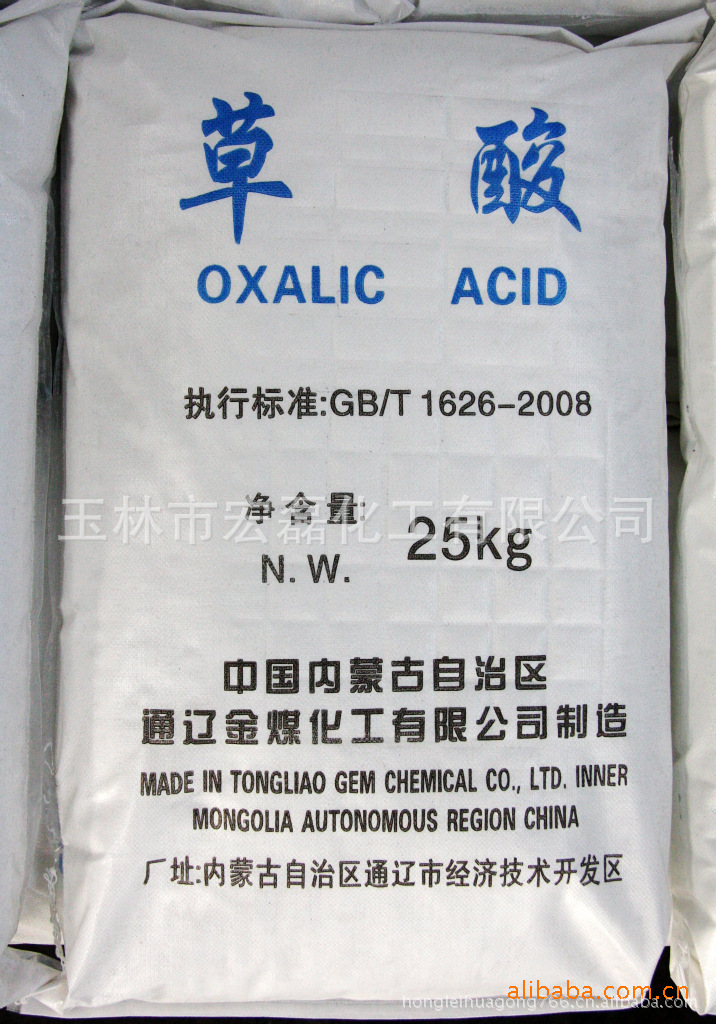 草 酸
OXALIC ACID
执行标准:GB/T 1626-2008
净含量:
N.W. 25kg
玉林市宏磊化工有限公司
中国内蒙古自治区
通辽金煤化工有限公司制造
MADE IN TONGLIAO GEM CHEMICAL CO., LTD. INNER
MONGOLIA AUTONOMOUS REGION CHINA
厂址:内蒙古自治区通辽市经济技术开发区
alibaba.com.cn
hongleihuagong766.cn.alibaba.com